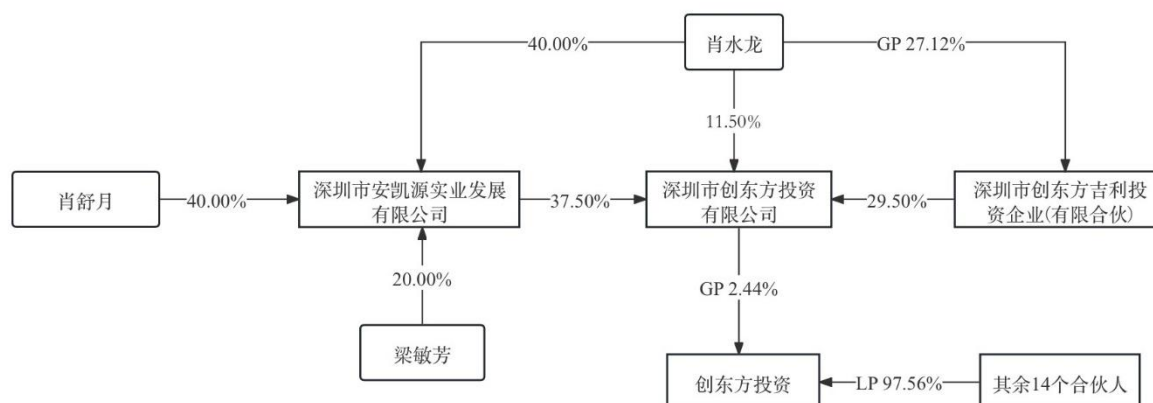 40.00%
肖水龙
GP 27.12%
11.50%
肖舒月
40.00%
深圳市安凯源实业发展
有限公司
37.50%
深圳市创东方投资
有限公司
29.50%
深圳市创东方吉利投
资企业(有限合伙)
20.00%
GP 2.44%
梁敏芳
创东方投资
LP 97.56%
其余14个合伙人